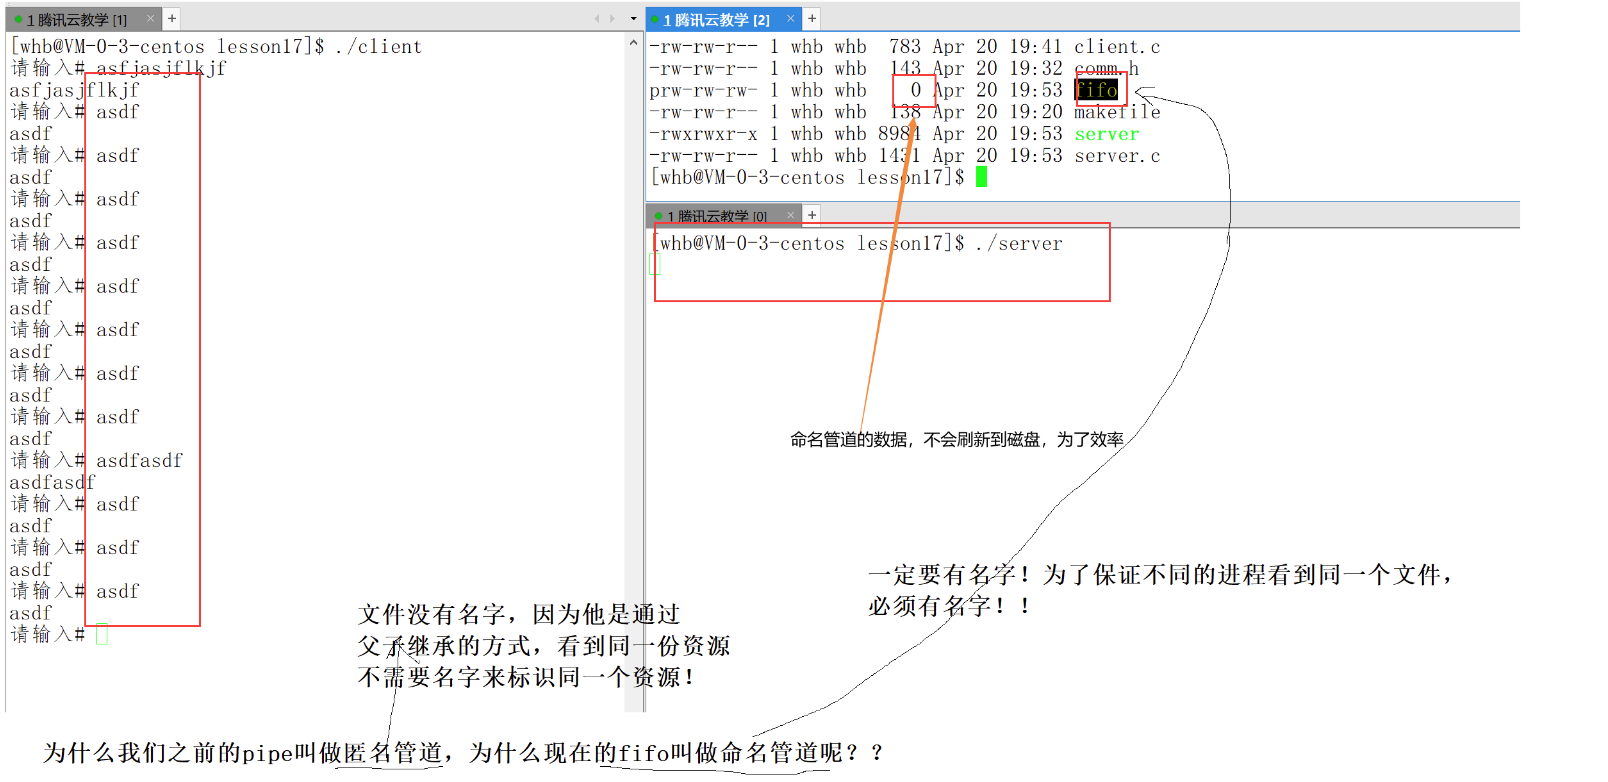 1 腾讯云教学 [1] × +
[whb@VM-0-3-centos lesson17]$ ./client
请输入# asfjasjflkjf
asfjasjflkjf
请输入# asdf
asdf
请输入# asdf
asdf
请输入# asdf
asdf
请输入# asdf
asdf
请输入# asdf
asdf
请输入# asdf
asdf
请输入# asdf
asdf
请输入# asdf
asdf
请输入# asdfasdf
asdfasdf
请输入# asdf
asdf
请输入# asdf
asdf
请输入# asdf
asdf
请输入#
1 腾讯云教学 [2] × +
-rw-rw-r-- 1 whb whb 783 Apr 20 19:41 client.c
-rw-rw-r-- 1 whb whb 143 Apr 20 19:32 comm.h
prw-rw-rw- 1 whb whb 0 Apr 20 19:53 fifo
-rw-rw-r-- 1 whb whb 138 Apr 20 19:20 makefile
-rwxrwxr-x 1 whb whb 8984 Apr 20 19:53 server
-rw-rw-r-- 1 whb whb 1431 Apr 20 19:53 server.c
[whb@VM-0-3-centos lesson17]$
1 腾讯云教学 [0] × +
[whb@VM-0-3-centos lesson17]$ ./server
命名管道的数据，不会刷新到磁盘，为了效率
一定要有名字！为了保证不同的进程看到同一个文件，
必须有名字！！
文件没有名字，因为他是通过
父子继承的方式，看到同一份资源
不需要名字来标识同一个资源！
为什么我们之前的pipe叫做匿名管道，为什么现在的fifo叫做命名管道呢？？